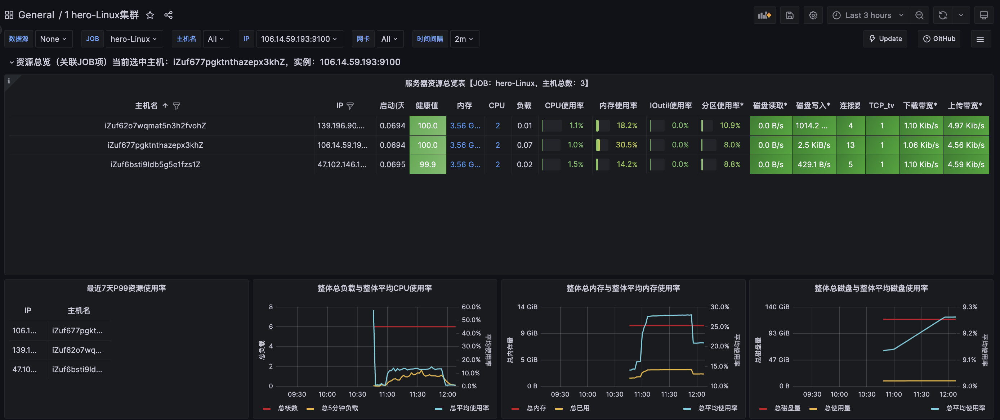 General / 1 hero-Linux集群
Last 3 hours
数据源 None JOB hero-Linux 主机名 All IP 106.14.59.193:9100 网卡 All 时间间隔 2m Update GitHub
资源总览（关联JOB项）当前选中主机：iZuf677pgktnthazepx3khZ，实例：106.14.59.193:9100
服务器资源总览表【JOB：hero-Linux，主机总数：3】
主机名 IP 启动(天 健康值 内存 CPU 负载 CPU使用率 内存使用率 IOutil使用率 分区使用率* 磁盘读取* 磁盘写入* 连接数 TCP_tw 下载带宽* 上传带宽*
iZuf62o7wqmat5n3h2fvohZ 139.196.90.... 0.0694 100.0 3.56 G... 2 0.01 1.1% 18.2% 0.0% 10.9% 0.0 B/s 1014.2 ... 4 1 1.10 Kib/s 4.97 Kib/s
iZuf677pgktnthazepx3khZ 106.14.59.19... 0.0694 100.0 3.56 G... 2 0.07 1.0% 30.5% 0.0% 8.0% 0.0 B/s 2.5 KiB/s 13 1 1.06 Kib/s 4.56 Kib/s
iZuf6bsti9ldb5g5e1fzs1Z 47.102.146.1... 0.0695 99.9 3.56 G... 2 0.02 1.5% 14.2% 0.0% 8.8% 0.0 B/s 429.1 B/s 5 1 1.10 Kib/s 4.59 Kib/s
最近7天P99资源使用率
IP 主机名
106.1... iZuf677pgkt...
139.1... iZuf62o7wq...
47.10... iZuf6bsti9ld...
整体总负载与整体平均CPU使用率
8
6
4
2
0
总负载
60.0%
50.0%
40.0%
30.0%
20.0%
10.0%
0.0%
平均使用率
09:30 10:00 10:30 11:00 11:30 12:00
总核数 总5分钟负载 总平均使用率
整体总内存与整体平均内存使用率
14 GiB
9 GiB
5 GiB
0 B
总内存量
30.0%
25.0%
20.0%
15.0%
10.0%
平均使用率
09:30 10:00 10:30 11:00 11:30 12:00
总内存 总已用 总平均使用率
整体总磁盘与整体平均磁盘使用率
140 GiB
93 GiB
47 GiB
0 B
总磁盘量
9.3%
9.2%
9.1%
9.0%
平均使用率
09:30 10:00 10:30 11:00 11:30 12:00
总磁盘量 总使用量 总平均使用率